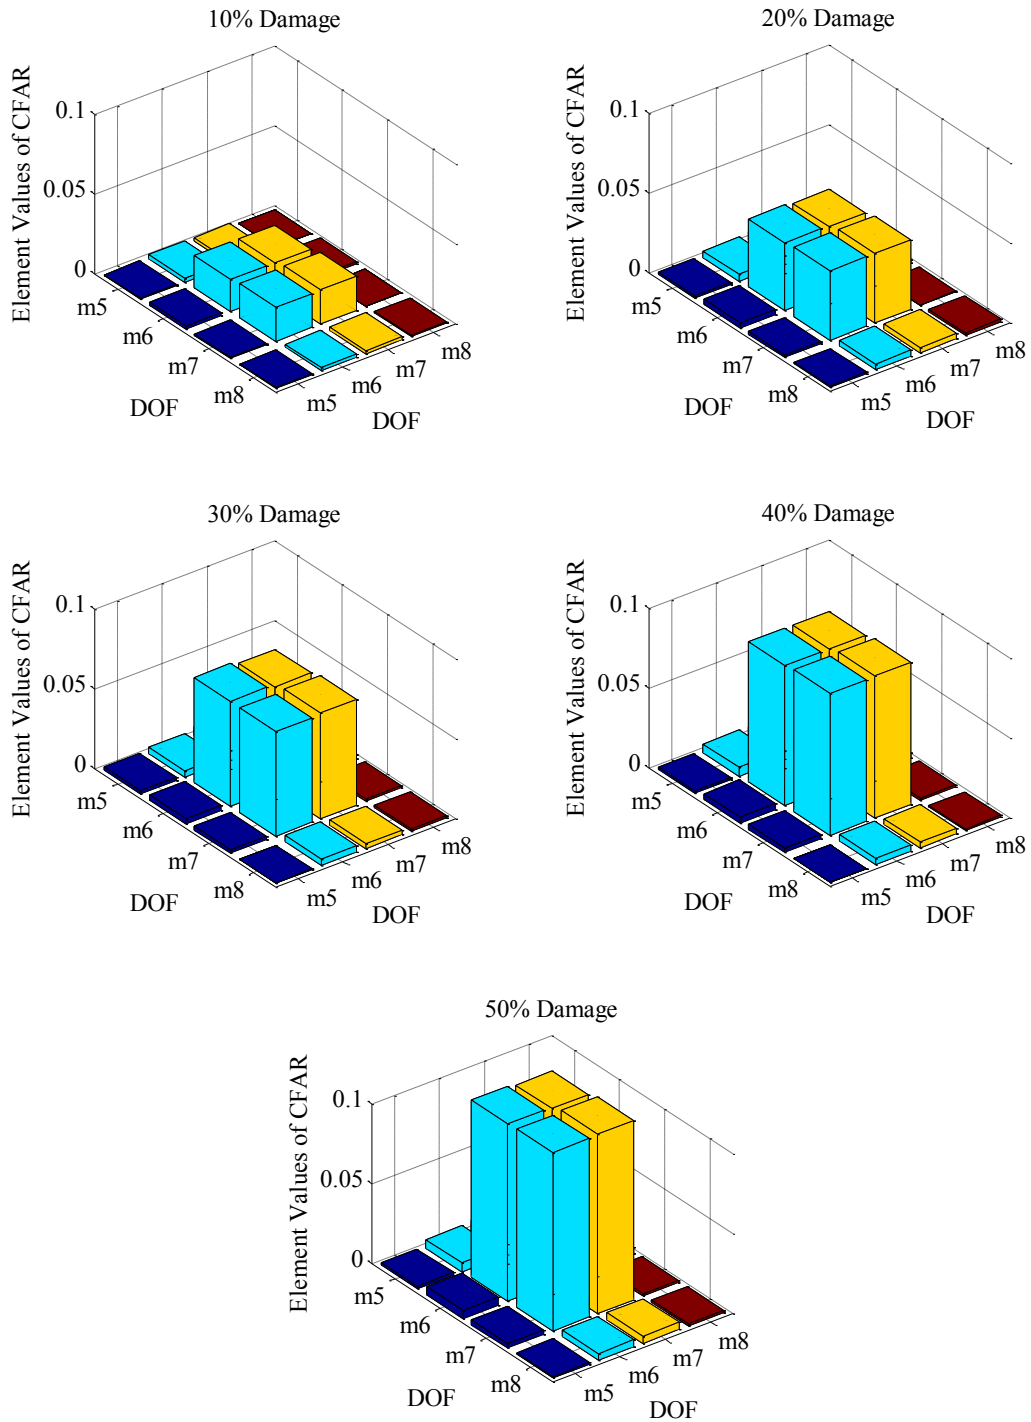 10% Damage
Element Values of CFAR
0.1
0.05
0
m5
m6
m7
m8
DOF
m5
m6
m7
m8
DOF
20% Damage
Element Values of CFAR
0.1
0.05
0
m5
m6
m7
m8
DOF
m5
m6
m7
m8
DOF
30% Damage
Element Values of CFAR
0.1
0.05
0
m5
m6
m7
m8
DOF
m5
m6
m7
m8
DOF
40% Damage
Element Values of CFAR
0.1
0.05
0
m5
m6
m7
m8
DOF
m5
m6
m7
m8
DOF
50% Damage
Element Values of CFAR
0.1
0.05
0
m5
m6
m7
m8
DOF
m5
m6
m7
m8
DOF